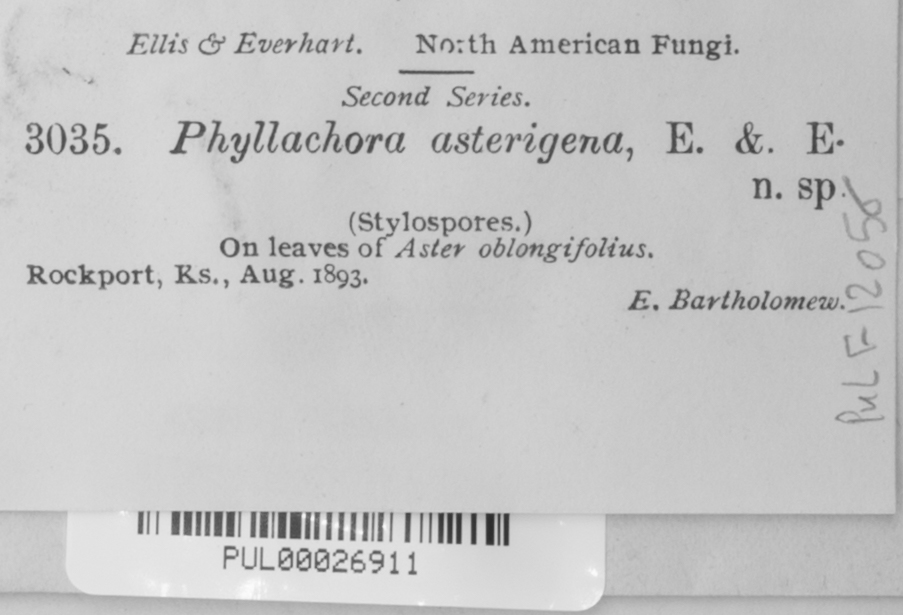 Ellis & Everhart. North American Fungi.
Second Series.
3035. Phyllachora asterigena, E. &. E.
n. sp.
(Stylospores.)
On leaves of Aster oblongifolius.
Rockport, Ks., Aug. 1893.
E. Bartholomew.
PUL F 12056
PUL00026911